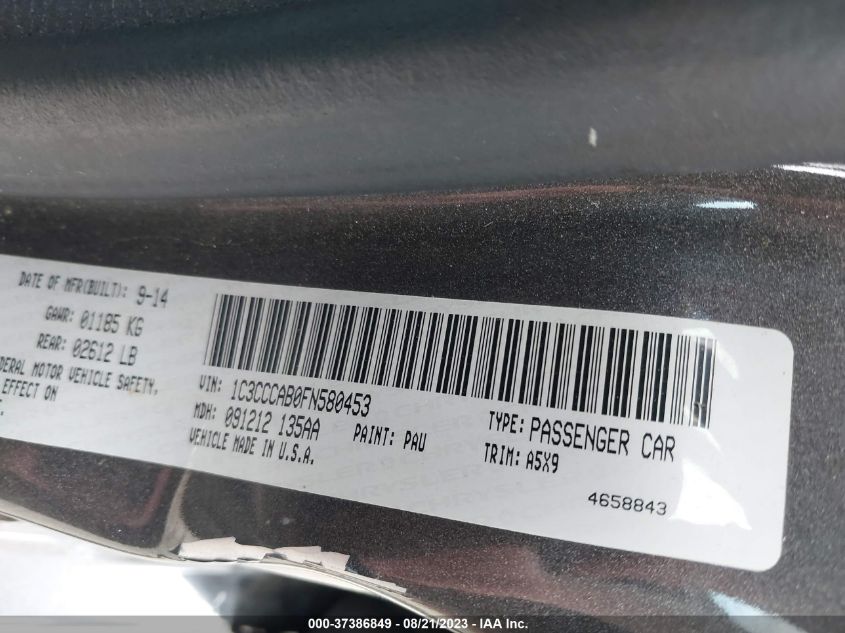 DATE OF MFR(BUILT): 9-14
GAWR: 01185 KG
REAR: 02612 LB
DERAL MOTOR VEHICLE SAFETY,
EFFECT ON
VIN: 1C3CCCAB0FN580453
MDH: 091212 135AA
PAINT: PAU
VEHICLE MADE IN U.S.A.
TYPE: PASSENGER CAR
TRIM: A5X9
4658843
000-37386849 - 08/21/2023 - IAA Inc.